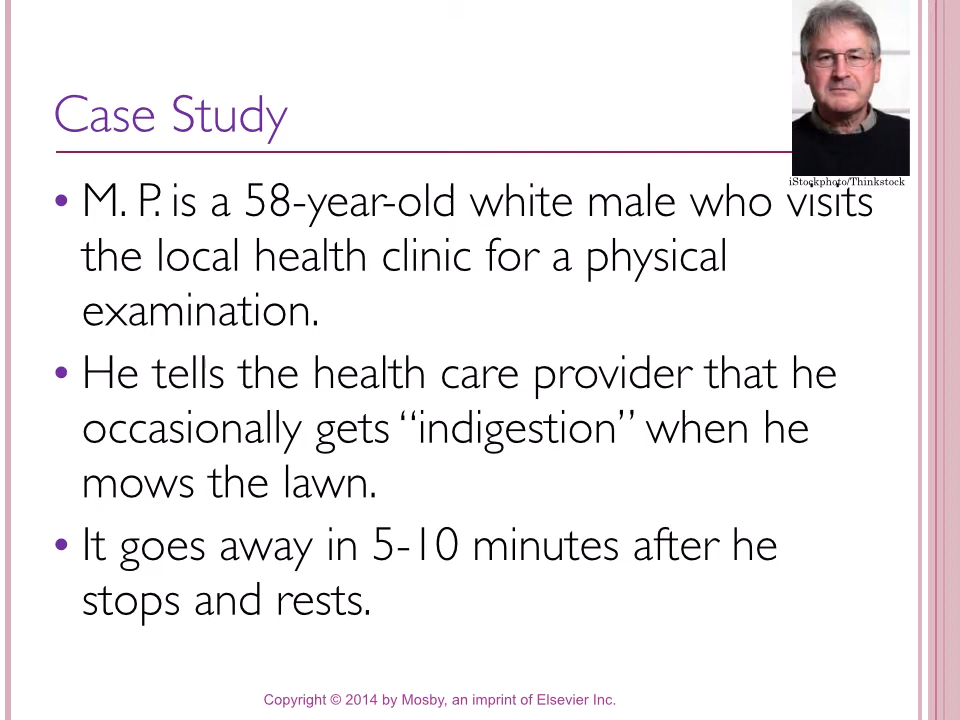 Case Study
iStockphoto/Thinkstock
• M. P. is a 58-year-old white male who visits
the local health clinic for a physical
examination.
• He tells the health care provider that he
occasionally gets “indigestion” when he
mows the lawn.
• It goes away in 5-10 minutes after he
stops and rests.
Copyright © 2014 by Mosby, an imprint of Elsevier Inc.